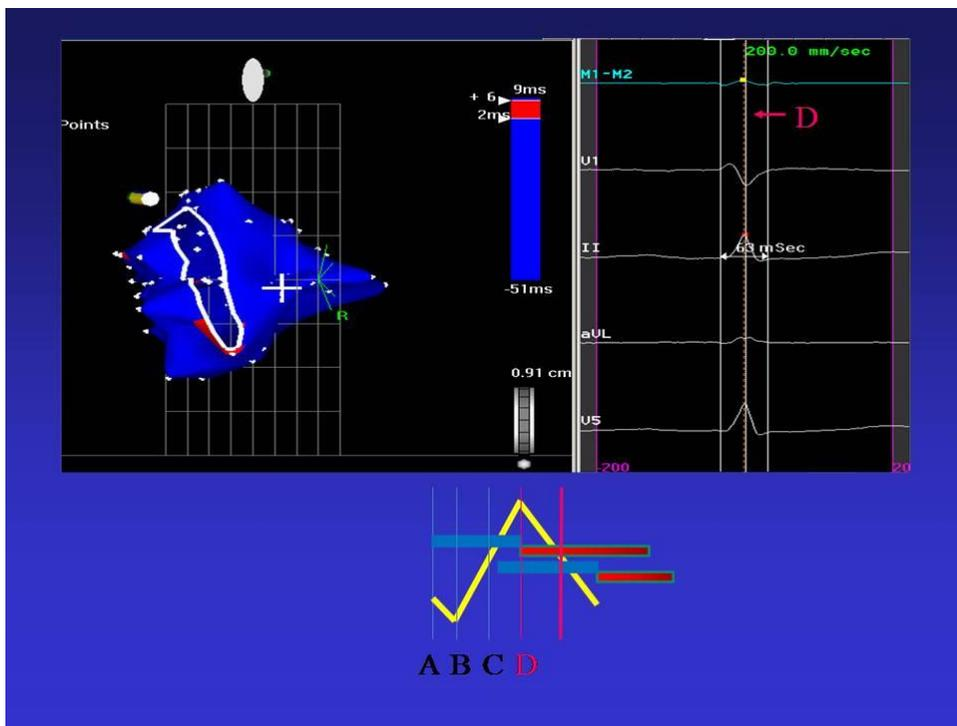 200.0 mm/sec
M1-M2
+ 6
9ms
2ms
D
Points
V1
II
63 mSec
-51ms
R
aVL
0.91 cm
V5
-200
20
A B C D